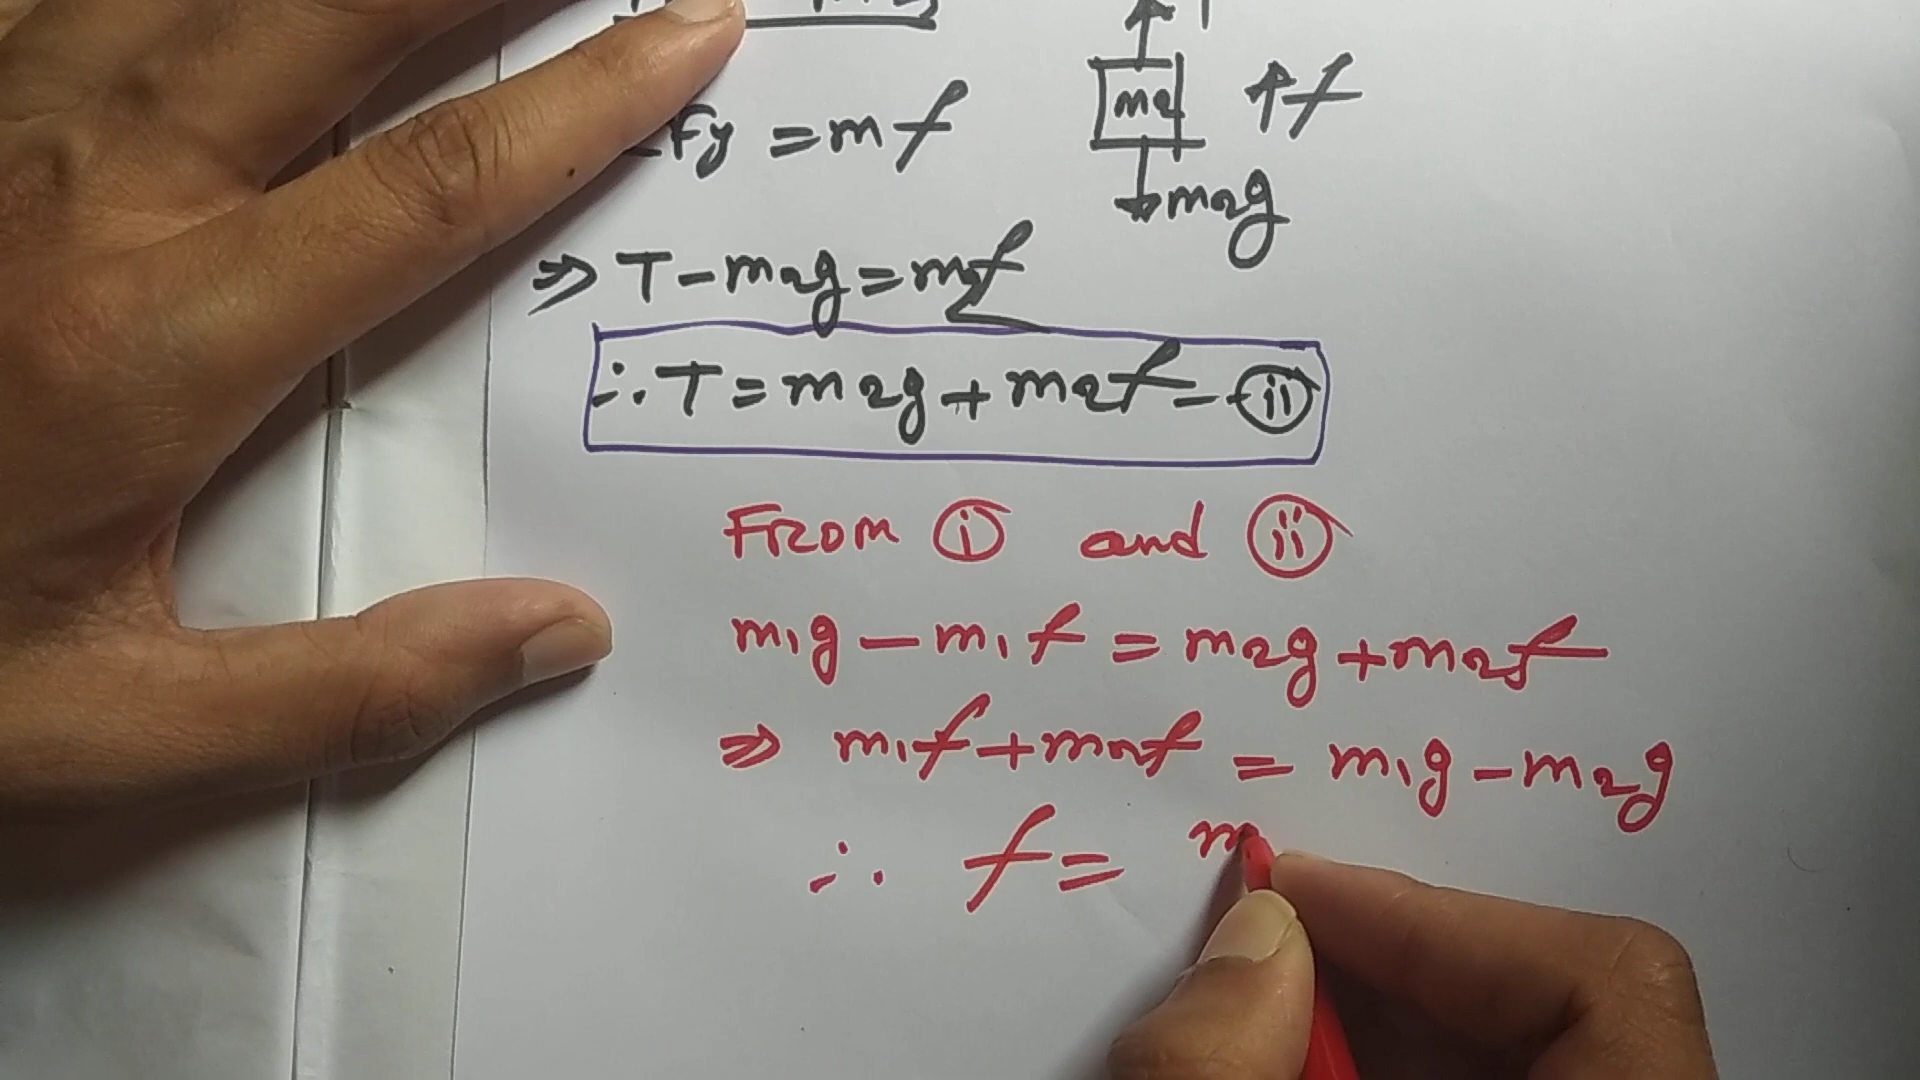 Fy = mf
m2
↑f
m2g
⇒ T - m2g = m2f
∴ T = m2g + m2f - (ii)
From (i) and (ii)
m1g - m1f = m2g + m2f
⇒ m1f + m2f = m1g - m2g
∴ f = m